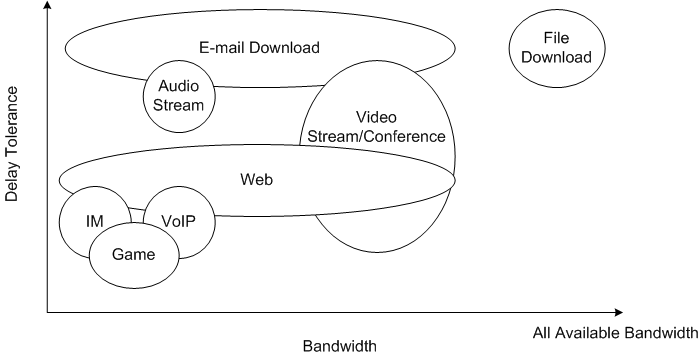 E-mail Download
File
Download
Audio
Stream
Video
Stream/Conference
Delay Tolerance
Web
IM
VoIP
Game
All Available Bandwidth
Bandwidth